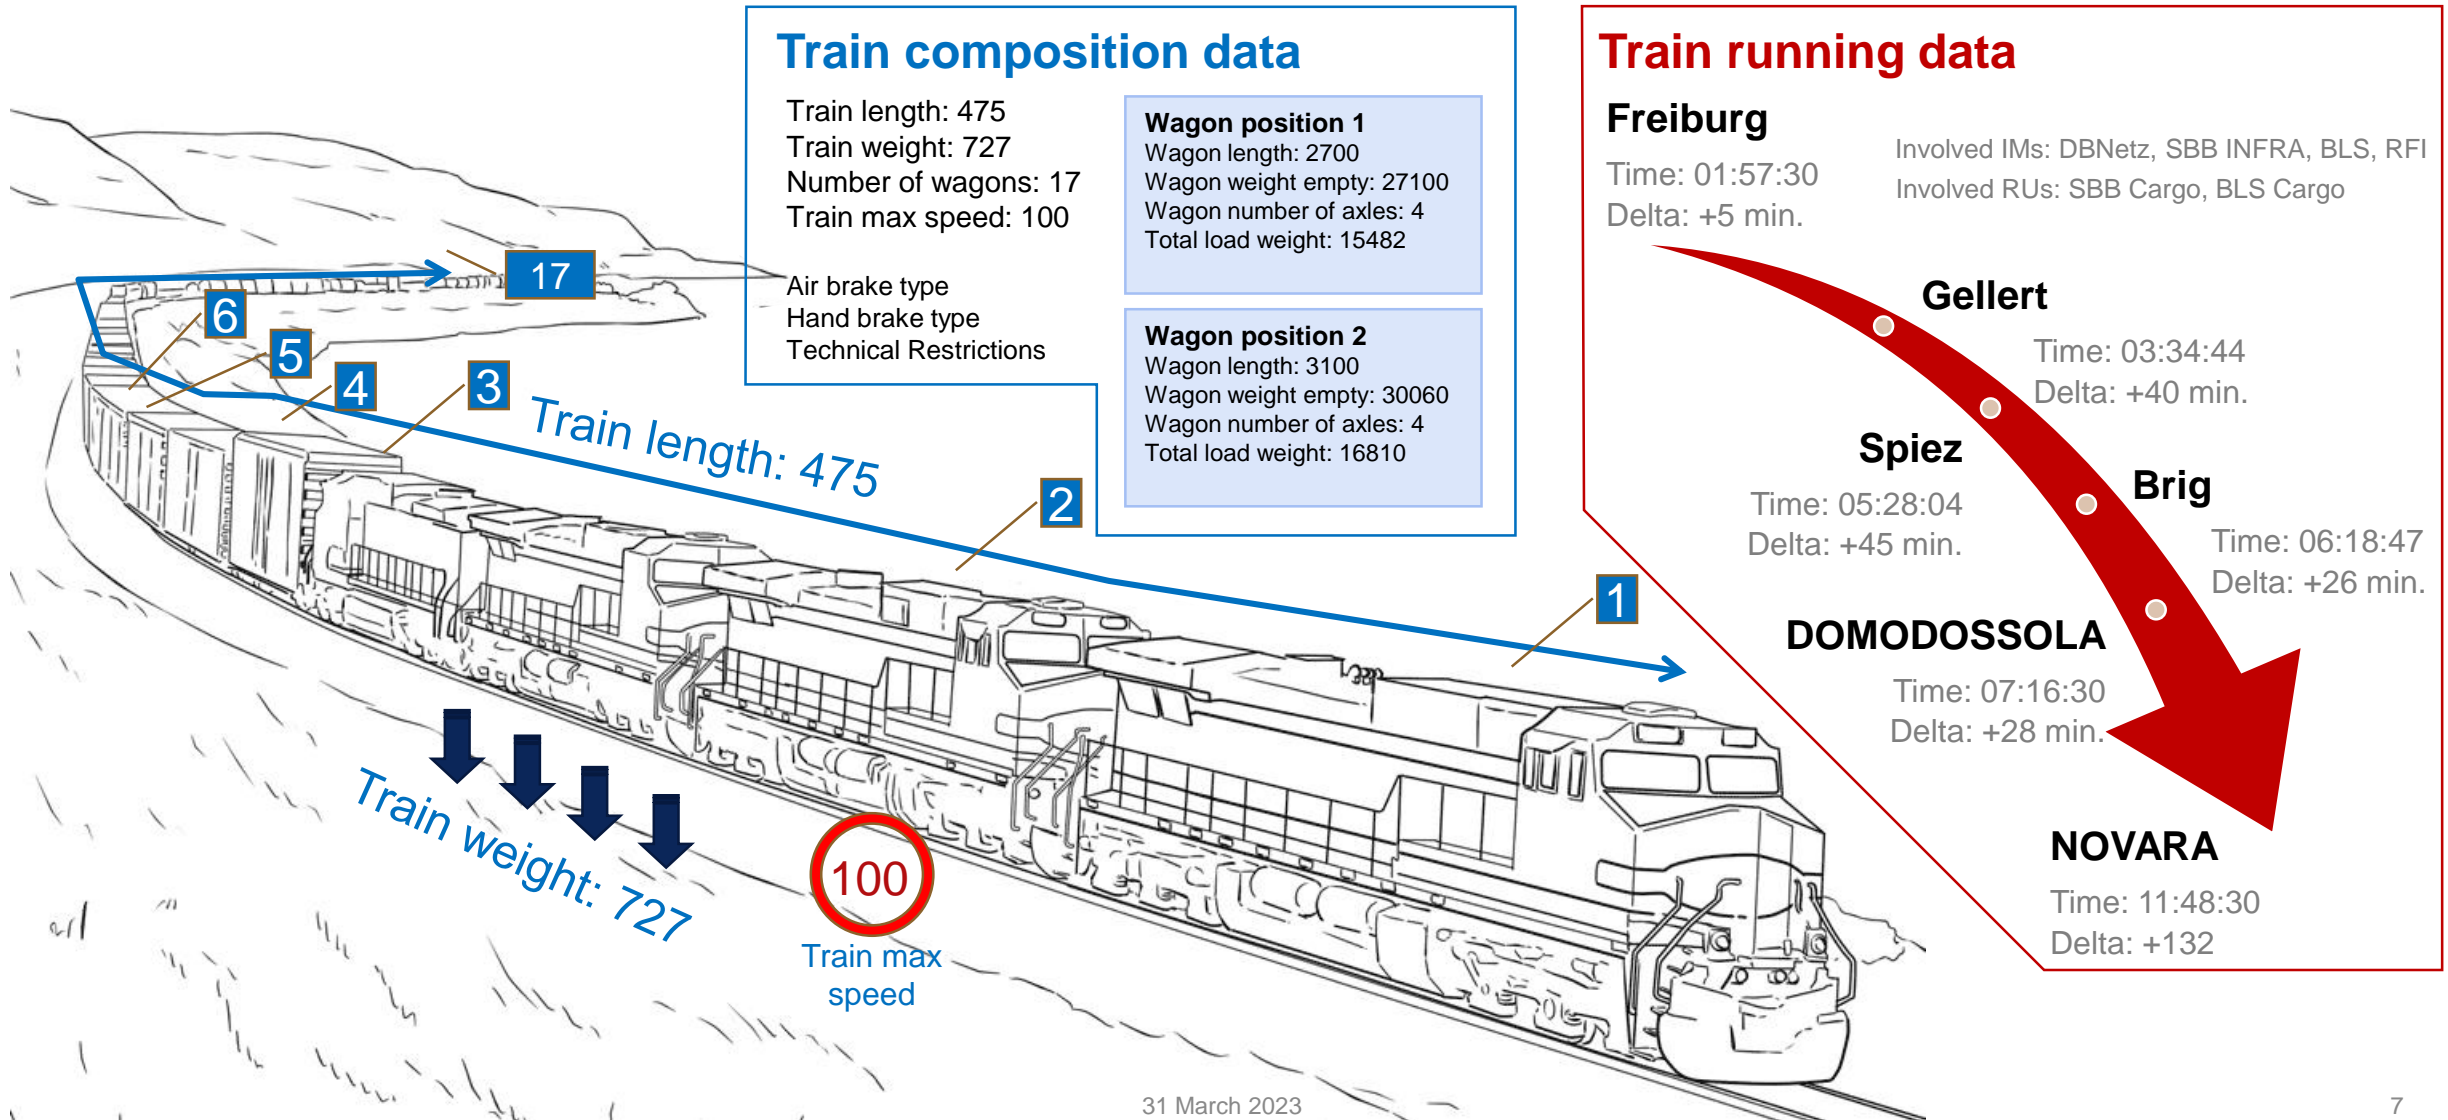 Train composition data
Train length: 475
Train weight: 727
Number of wagons: 17
Train max speed: 100
Air brake type
Hand brake type
Technical Restrictions
Wagon position 1
Wagon length: 2700
Wagon weight empty: 27100
Wagon number of axles: 4
Total load weight: 15482
Wagon position 2
Wagon length: 3100
Wagon weight empty: 30060
Wagon number of axles: 4
Total load weight: 16810
Train running data
Freiburg
Time: 01:57:30
Delta: +5 min.
Involved IMs: DBNetz, SBB INFRA, BLS, RFI
Involved RUs: SBB Cargo, BLS Cargo
Gellert
Time: 03:34:44
Delta: +40 min.
Spiez
Time: 05:28:04
Delta: +45 min.
Brig
Time: 06:18:47
Delta: +26 min.
DOMODOSSOLA
Time: 07:16:30
Delta: +28 min.
NOVARA
Time: 11:48:30
Delta: +132
17
6
5
4
3
2
1
Train length: 475
Train weight: 727
100
Train max
speed
31 March 2023
7